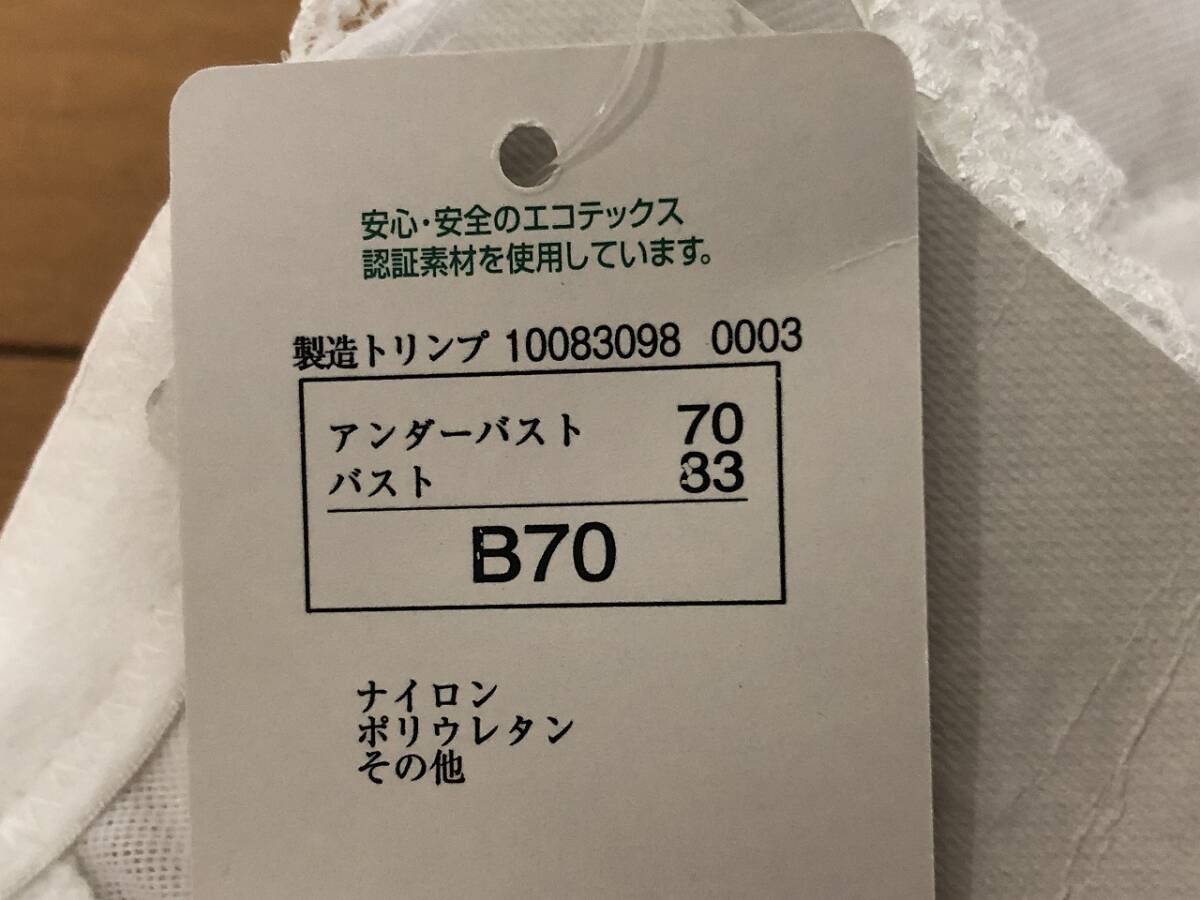 安心・安全のエコテックス
認証素材を使用しています。
製造トリンプ 10083098 0003
アンダーバスト 70
バスト 83
B70
ナイロン
ポリウレタン
その他